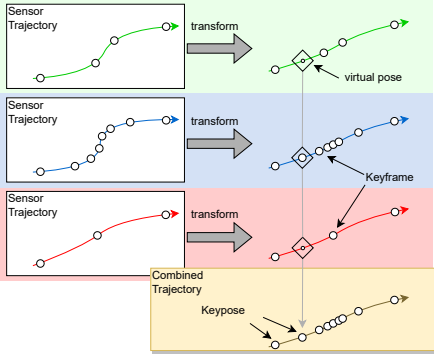 Sensor
Trajectory
transform
virtual pose
Sensor
Trajectory
transform
Keyframe
Sensor
Trajectory
transform
Combined
Trajectory
Keypose